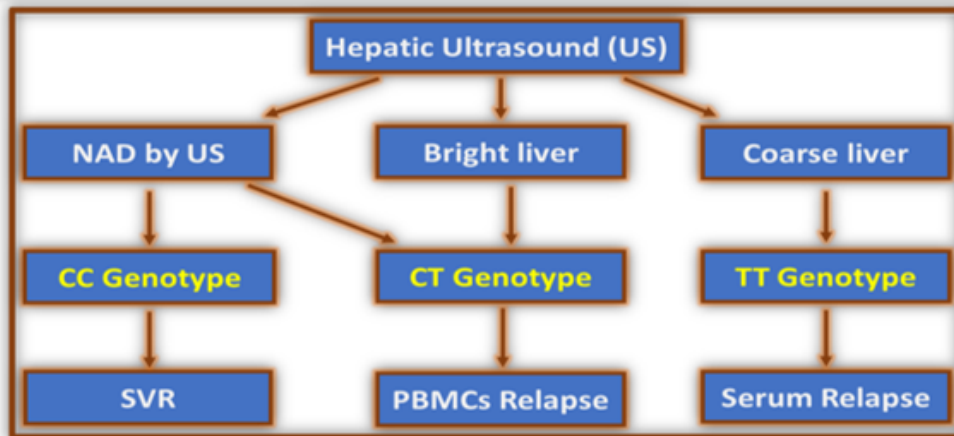 Hepatic Ultrasound (US)
NAD by US
Bright liver
Coarse liver
CC Genotype
CT Genotype
TT Genotype
SVR
PBMCs Relapse
Serum Relapse